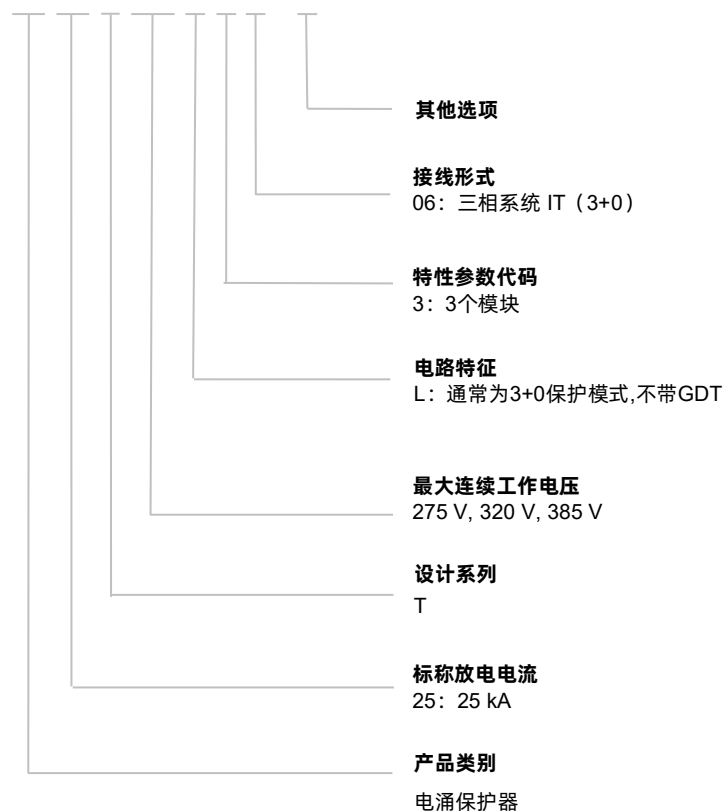 其他选项
接线形式
06：三相系统 IT（3+0）
特性参数代码
3：3个模块
电路特征
L：通常为3+0保护模式,不带GDT
最大连续工作电压
275 V, 320 V, 385 V
设计系列
T
标称放电电流
25：25 kA
产品类别
电涌保护器